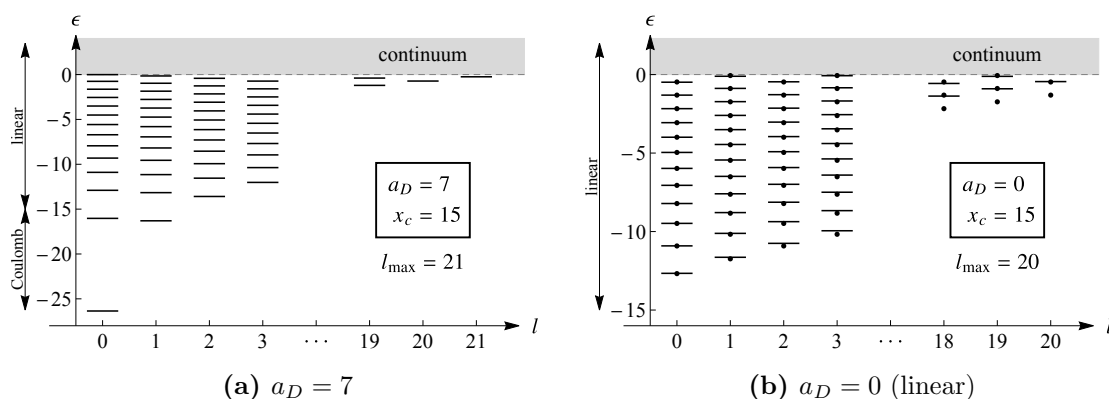 ϵ
continuum
0
−5
−10
−15
−20
−25
linear
Coulomb
a_D = 7
x_c = 15
l_max = 21
0 1 2 3 ⋯ 19 20 21 l
(a) a_D = 7
ϵ
continuum
0
−5
−10
−15
linear
a_D = 0
x_c = 15
l_max = 20
0 1 2 3 ⋯ 18 19 20 l
(b) a_D = 0 (linear)